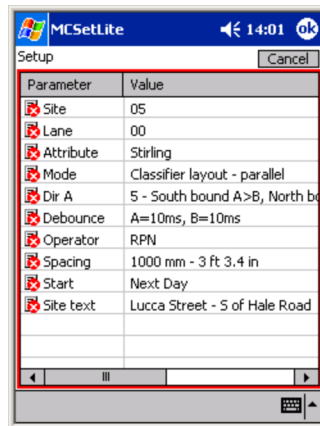 MCSetLite 14:01 ok
Setup Cancel
Parameter Value
Site 05
Lane 00
Attribute Stirling
Mode Classifier layout - parallel
Dir A 5 - South bound A>B, North bo
Debounce A=10ms, B=10ms
Operator RPN
Spacing 1000 mm - 3 ft 3.4 in
Start Next Day
Site text Lucca Street - S of Hale Road